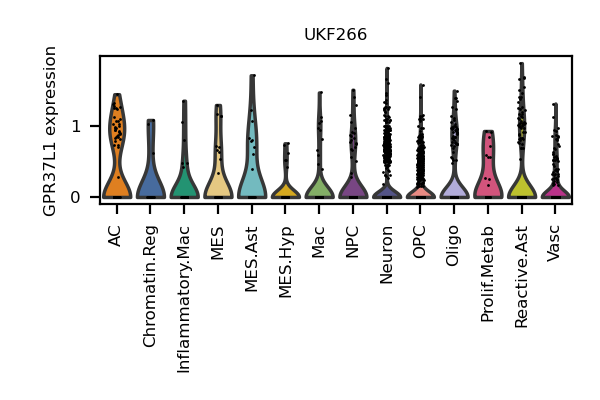 UKF266
GPR37L1 expression
1
0
AC
Chromatin.Reg
Inflammatory.Mac
MES
MES.Ast
MES.Hyp
Mac
NPC
Neuron
OPC
Oligo
Prolif.Metab
Reactive.Ast
Vasc